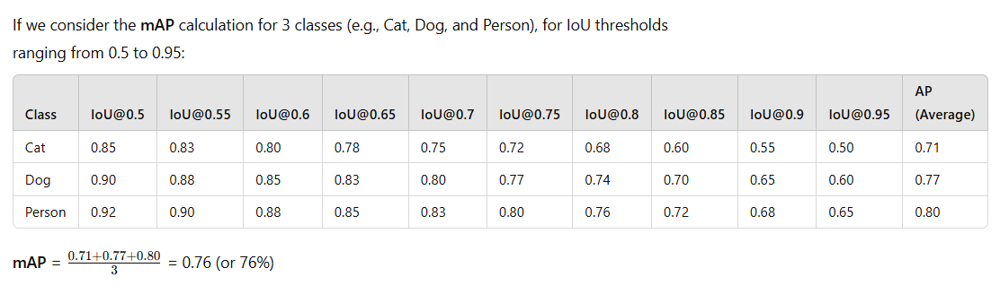 If we consider the mAP calculation for 3 classes (e.g., Cat, Dog, and Person), for IoU thresholds
ranging from 0.5 to 0.95:
Class IoU@0.5 IoU@0.55 IoU@0.6 IoU@0.65 IoU@0.7 IoU@0.75 IoU@0.8 IoU@0.85 IoU@0.9 IoU@0.95 AP (Average)
Cat 0.85 0.83 0.80 0.78 0.75 0.72 0.68 0.60 0.55 0.50 0.71
Dog 0.90 0.88 0.85 0.83 0.80 0.77 0.74 0.70 0.65 0.60 0.77
Person 0.92 0.90 0.88 0.85 0.83 0.80 0.76 0.72 0.68 0.65 0.80
mAP = 0.71+0.77+0.80 / 3 = 0.76 (or 76%)